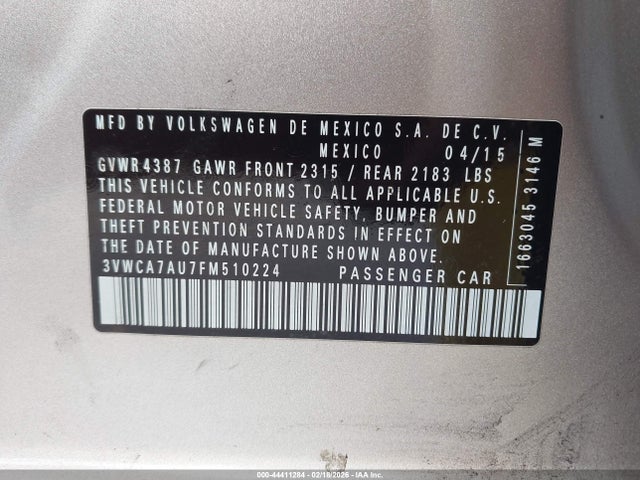 MFD BY VOLKSWAGEN DE MEXICO S.A. DE C.V.
MEXICO 04/15
GVWR 4387 GAWR FRONT 2315 / REAR 2183 LBS
THIS VEHICLE CONFORMS TO ALL APPLICABLE U.S.
FEDERAL MOTOR VEHICLE SAFETY, BUMPER AND
THEFT PREVENTION STANDARDS IN EFFECT ON
THE DATE OF MANUFACTURE SHOWN ABOVE.
3VWCA7AU7FM510224 PASSENGER CAR
1663045 3146 M
000-44411284 - 02/18/2026 - IAA, Inc.